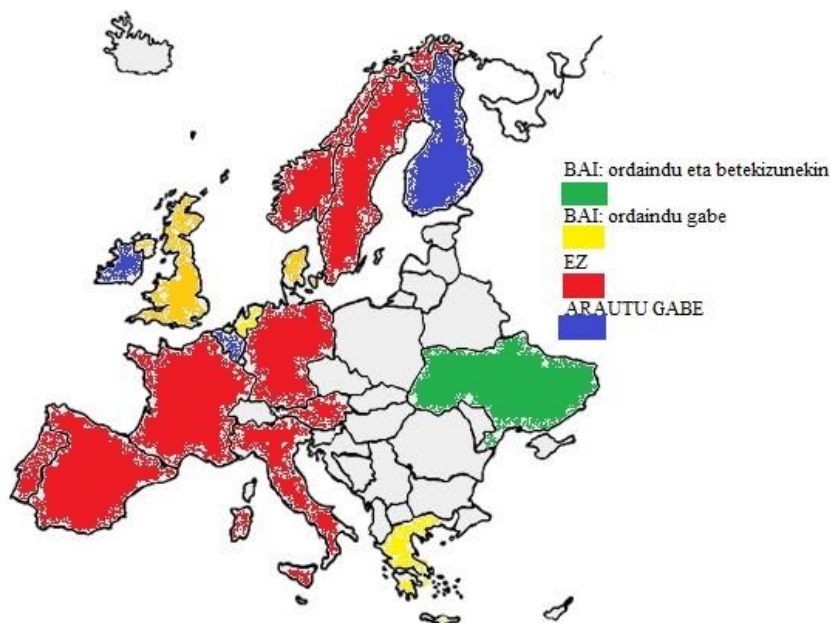 BAI: ordaindu eta betekizunekin
BAI: ordaindu gabe
EZ
ARAUTU GABE